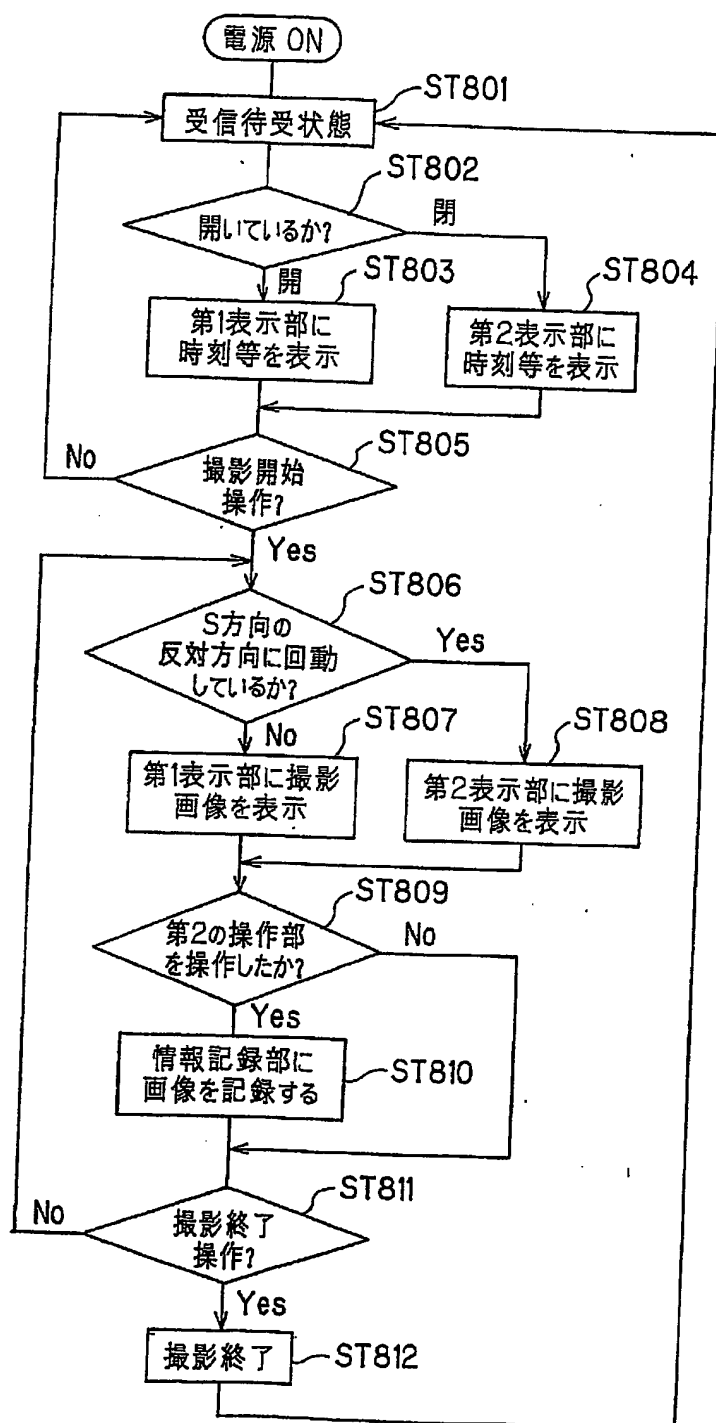 電源 ON
ST801
受信待受状態
ST802
開いているか?
閉
開
ST803
第1表示部に
時刻等を表示
ST804
第2表示部に
時刻等を表示
ST805
撮影開始
操作?
No
Yes
ST806
S方向の
反対方向に回動
しているか?
Yes
No
ST807
第1表示部に撮影
画像を表示
ST808
第2表示部に撮影
画像を表示
ST809
第2の操作部
を操作したか?
No
Yes
情報記録部に
画像を記録する
ST810
ST811
撮影終了
操作?
No
Yes
撮影終了
ST812